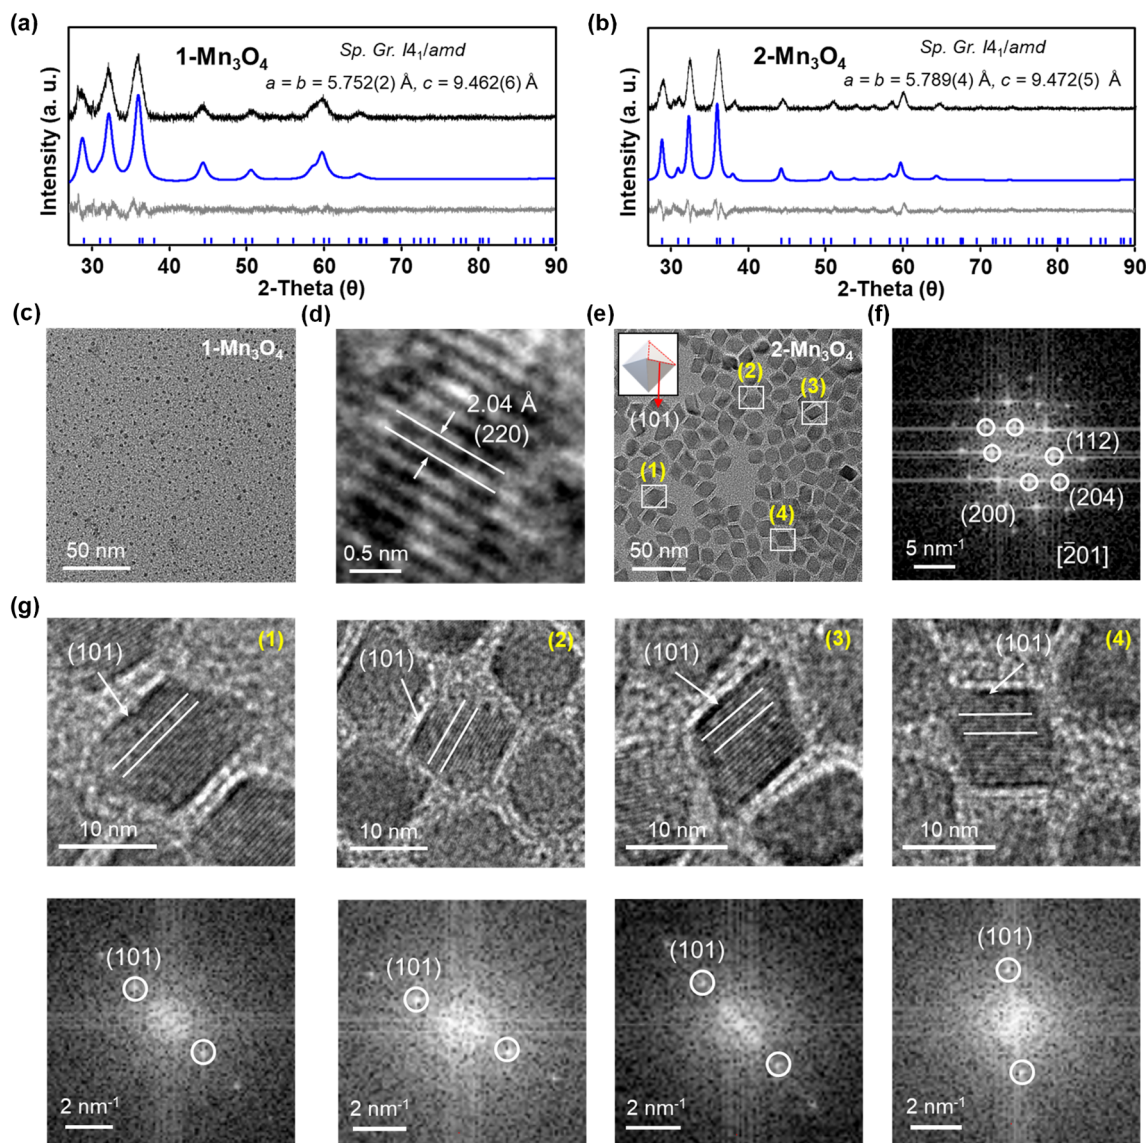 (a)
1-Mn₃O₄
Sp. Gr. I4₁/amd
a = b = 5.752(2) Å, c = 9.462(6) Å
Intensity (a. u.)
30 40 50 60 70 80 90
2-Theta (θ)
(b)
2-Mn₃O₄
Sp. Gr. I4₁/amd
a = b = 5.789(4) Å, c = 9.472(5) Å
Intensity (a. u.)
30 40 50 60 70 80 90
2-Theta (θ)
(c)
1-Mn₃O₄
50 nm
(d)
2.04 Å
(220)
0.5 nm
(e)
2-Mn₃O₄
(101)
(2)
(3)
(1)
(4)
50 nm
(f)
(112)
(204)
(200)
5 nm⁻¹
[2̅01]
(g)
(1)
(101)
10 nm
(2)
(101)
10 nm
(3)
(101)
10 nm
(4)
(101)
10 nm
(101)
2 nm⁻¹
(101)
2 nm⁻¹
(101)
2 nm⁻¹
(101)
2 nm⁻¹